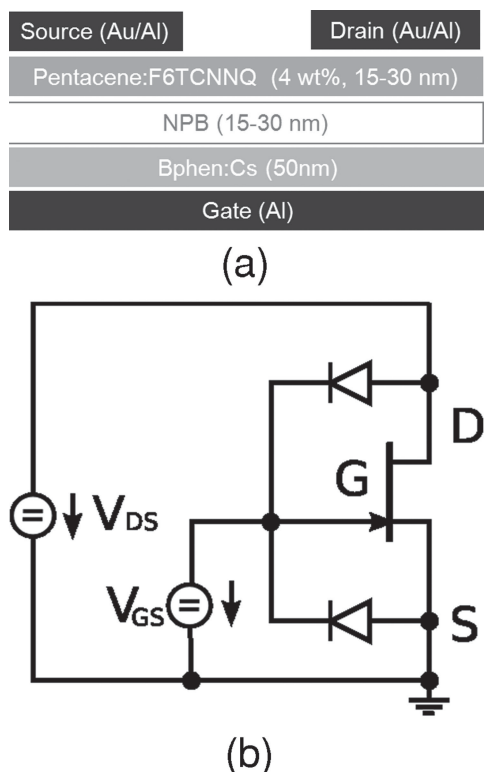 Source (Au/Al)
Drain (Au/Al)
Pentacene:F6TCNNQ (4 wt%, 15-30 nm)
NPB (15-30 nm)
Bphen:Cs (50nm)
Gate (Al)
(a)
D
G
VDS
VGS
S
(b)